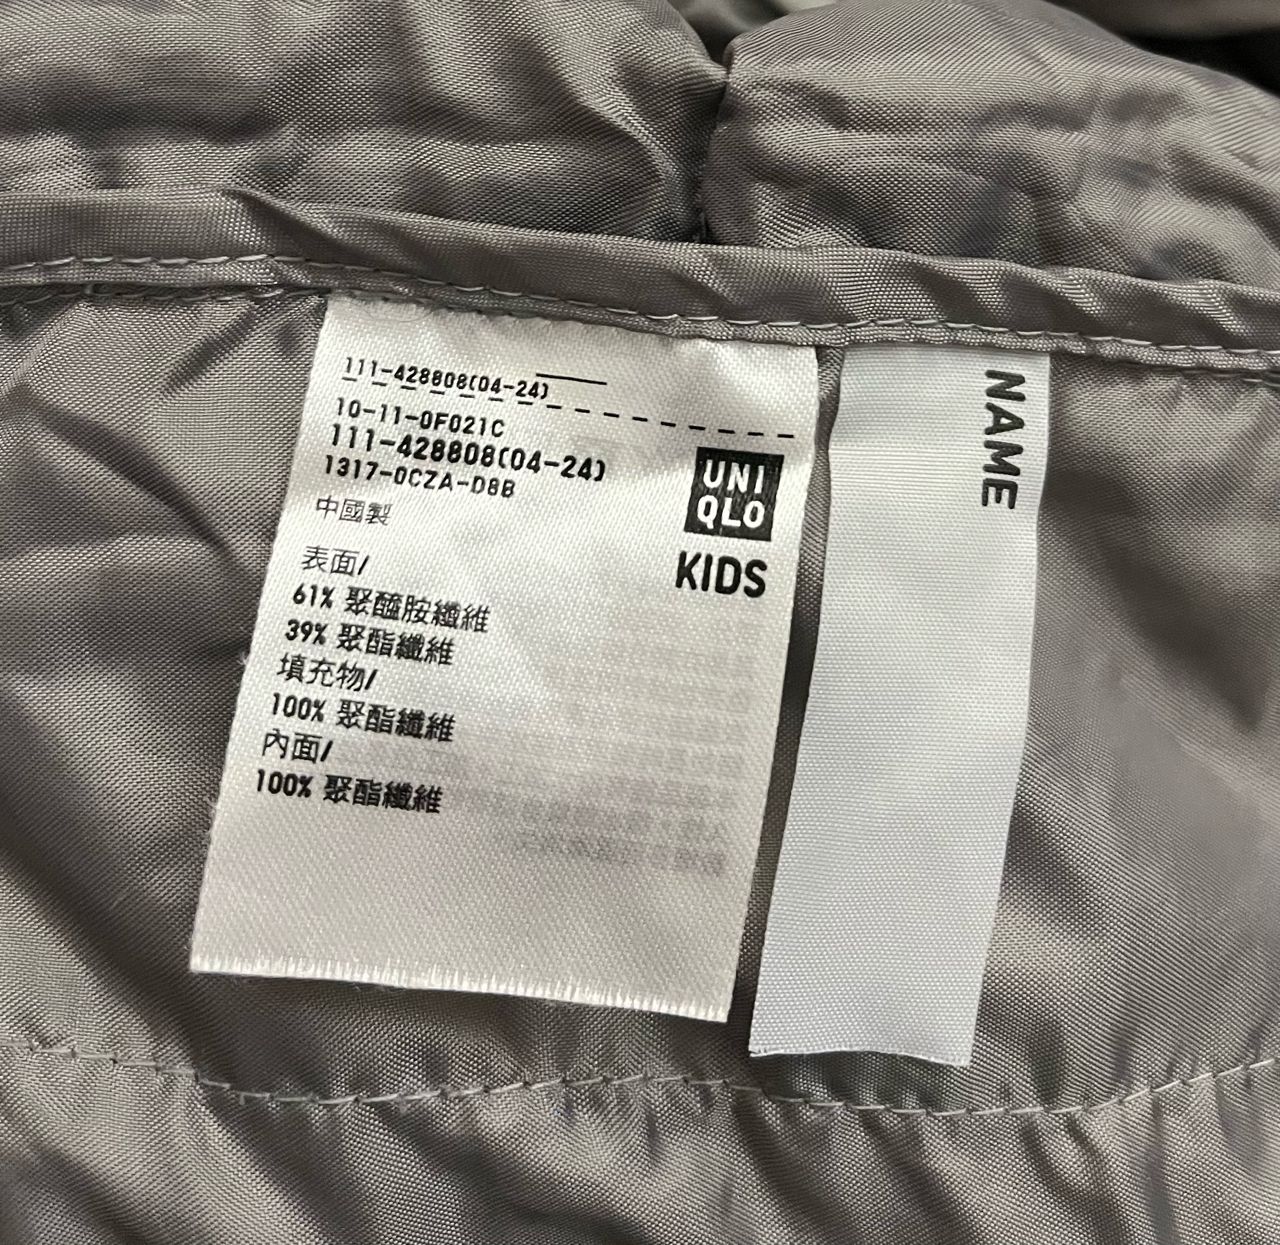 111-428808(04-24)
10-11-0F021C
111-428808(04-24)
1317-0CZA-D8B
中國製
UNI
QLO
KIDS
表面/
61% 聚醯胺纖維
39% 聚酯纖維
填充物/
100% 聚酯纖維
內面/
100% 聚酯纖維
NAME